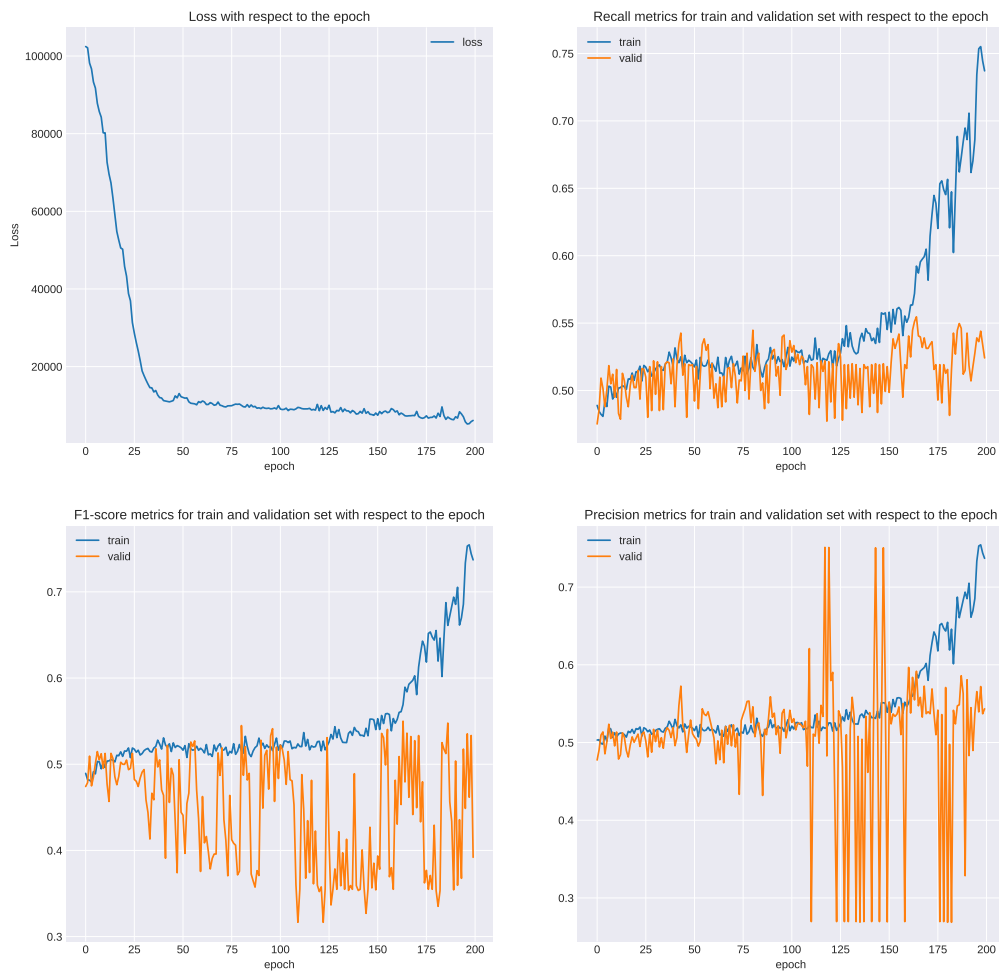 Loss with respect to the epoch
loss
100000
80000
60000
40000
20000
Loss
0 25 50 75 100 125 150 175 200
epoch
Recall metrics for train and validation set with respect to the epoch
train
valid
0.75
0.70
0.65
0.60
0.55
0.50
0 25 50 75 100 125 150 175 200
epoch
F1-score metrics for train and validation set with respect to the epoch
train
valid
0.7
0.6
0.5
0.4
0.3
0 25 50 75 100 125 150 175 200
epoch
Precision metrics for train and validation set with respect to the epoch
train
valid
0.7
0.6
0.5
0.4
0.3
0 25 50 75 100 125 150 175 200
epoch